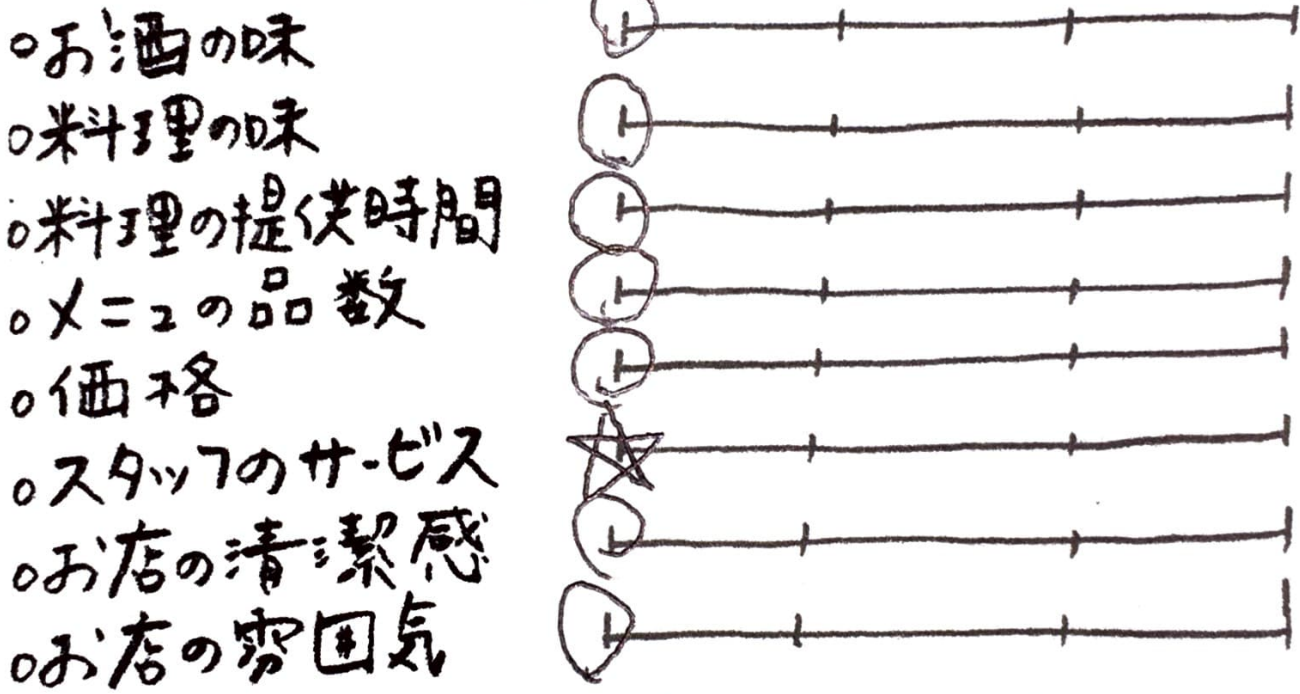 ○お酒の味
○料理の味
○料理の提供時間
○メニュの品数
○価格
○スタッフのサービス
○お店の清潔感
○お店の雰囲気